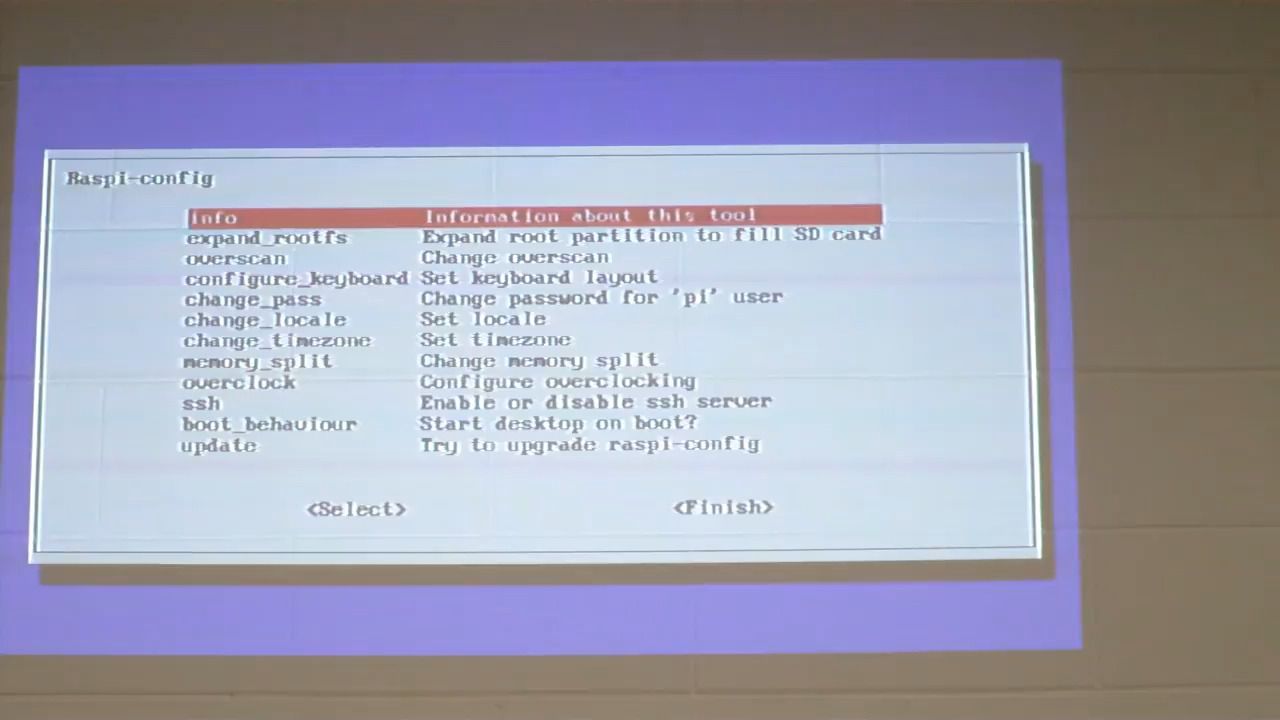 Raspi-config
info Information about this tool
expand_rootfs Expand root partition to fill SD card
overscan Change overscan
configure_keyboard Set keyboard layout
change_pass Change password for 'pi' user
change_locale Set locale
change_timezone Set timezone
memory_split Change memory split
overclock Configure overclocking
ssh Enable or disable ssh server
boot_behaviour Start desktop on boot?
update Try to upgrade raspi-config
<Select> <Finish>